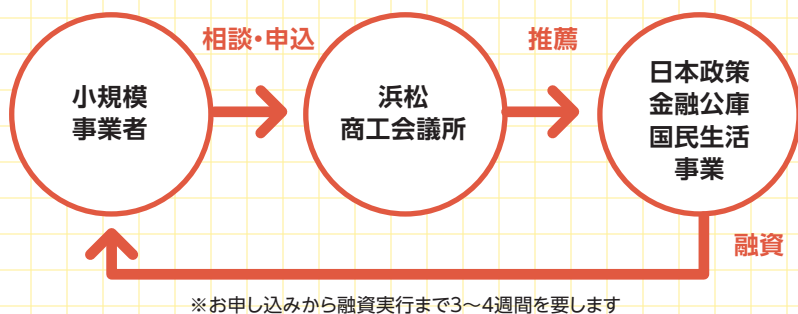 相談・申込
推薦
小規模
事業者
浜松
商工会議所
日本政策
金融公庫
国民生活
事業
融資
※お申し込みから融資実行まで3〜4週間を要します